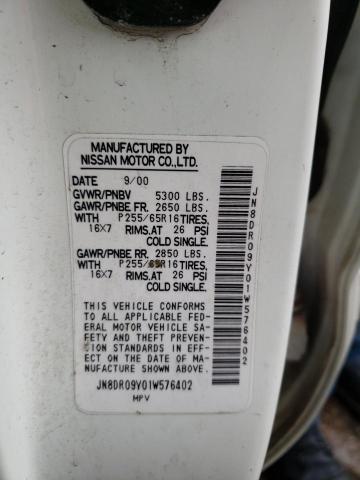 MANUFACTURED BY
NISSAN MOTOR CO.,LTD.
DATE 9/00
GVWR/PNBV 5300 LBS.
GAWR/PNBE FR. 2650 LBS.
WITH P255/65R16TIRES,
16X7 RIMS,AT 26 PSI
COLD SINGLE.
GAWR/PNBE RR. 2850 LBS.
WITH P255/65R16TIRES,
16X7 RIMS,AT 26 PSI
COLD SINGLE.
THIS VEHICLE CONFORMS
TO ALL APPLICABLE FED-
ERAL MOTOR VEHICLE SA-
FETY AND THEFT PREVEN-
TION STANDARDS IN EFF-
ECT ON THE DATE OF MA-
NUFACTURE SHOWN ABOVE.
JN8DR09Y01W576402
MPV
JN8DR09Y01W576402